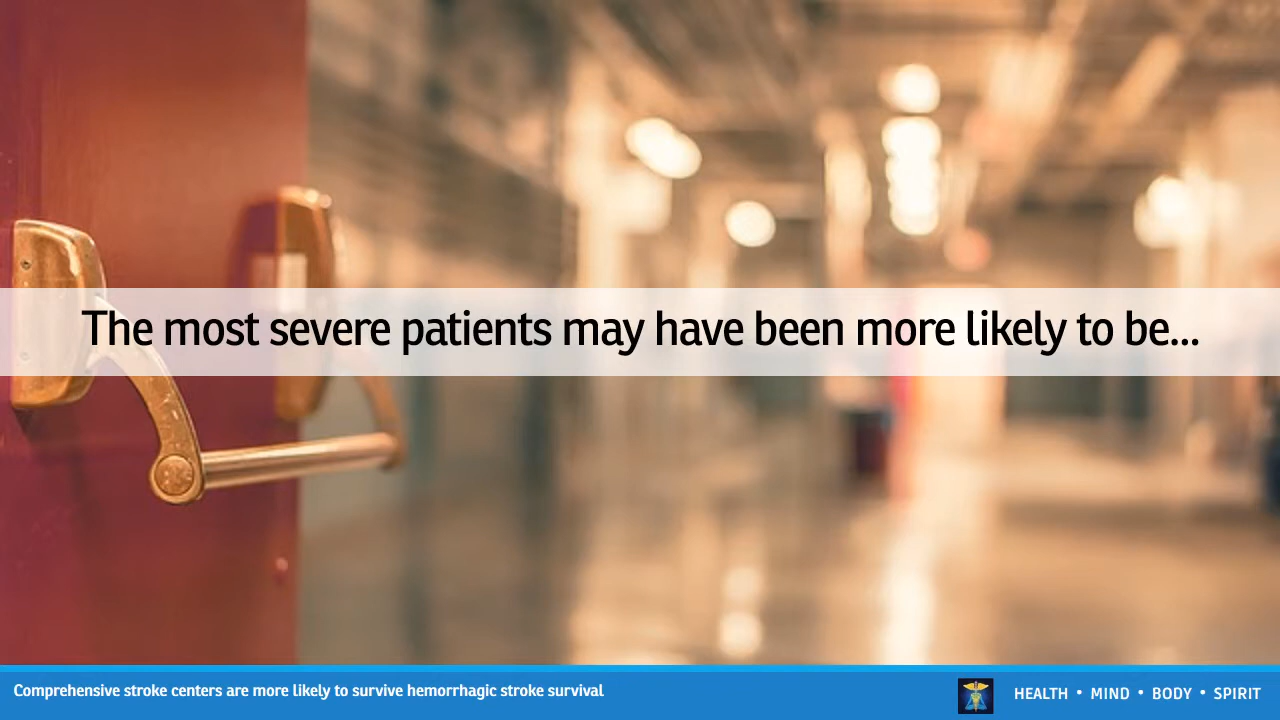 The most severe patients may have been more likely to be...
Comprehensive stroke centers are more likely to survive hemorrhagic stroke survival
HEALTH • MIND • BODY • SPIRIT